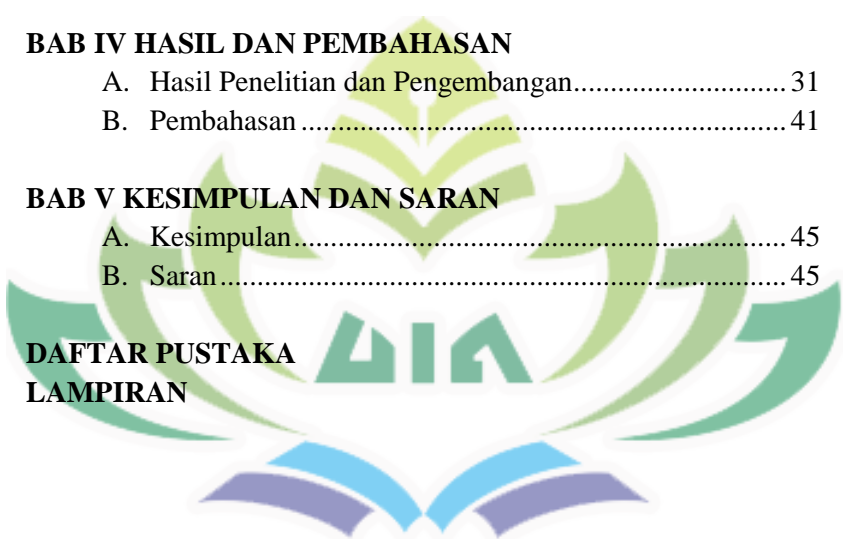 BAB IV HASIL DAN PEMBAHASAN
A. Hasil Penelitian dan Pengembangan............................. 31
B. Pembahasan .................................................................. 41
BAB V KESIMPULAN DAN SARAN
A. Kesimpulan................................................................... 45
B. Saran ............................................................................. 45
UIN
DAFTAR PUSTAKA
LAMPIRAN